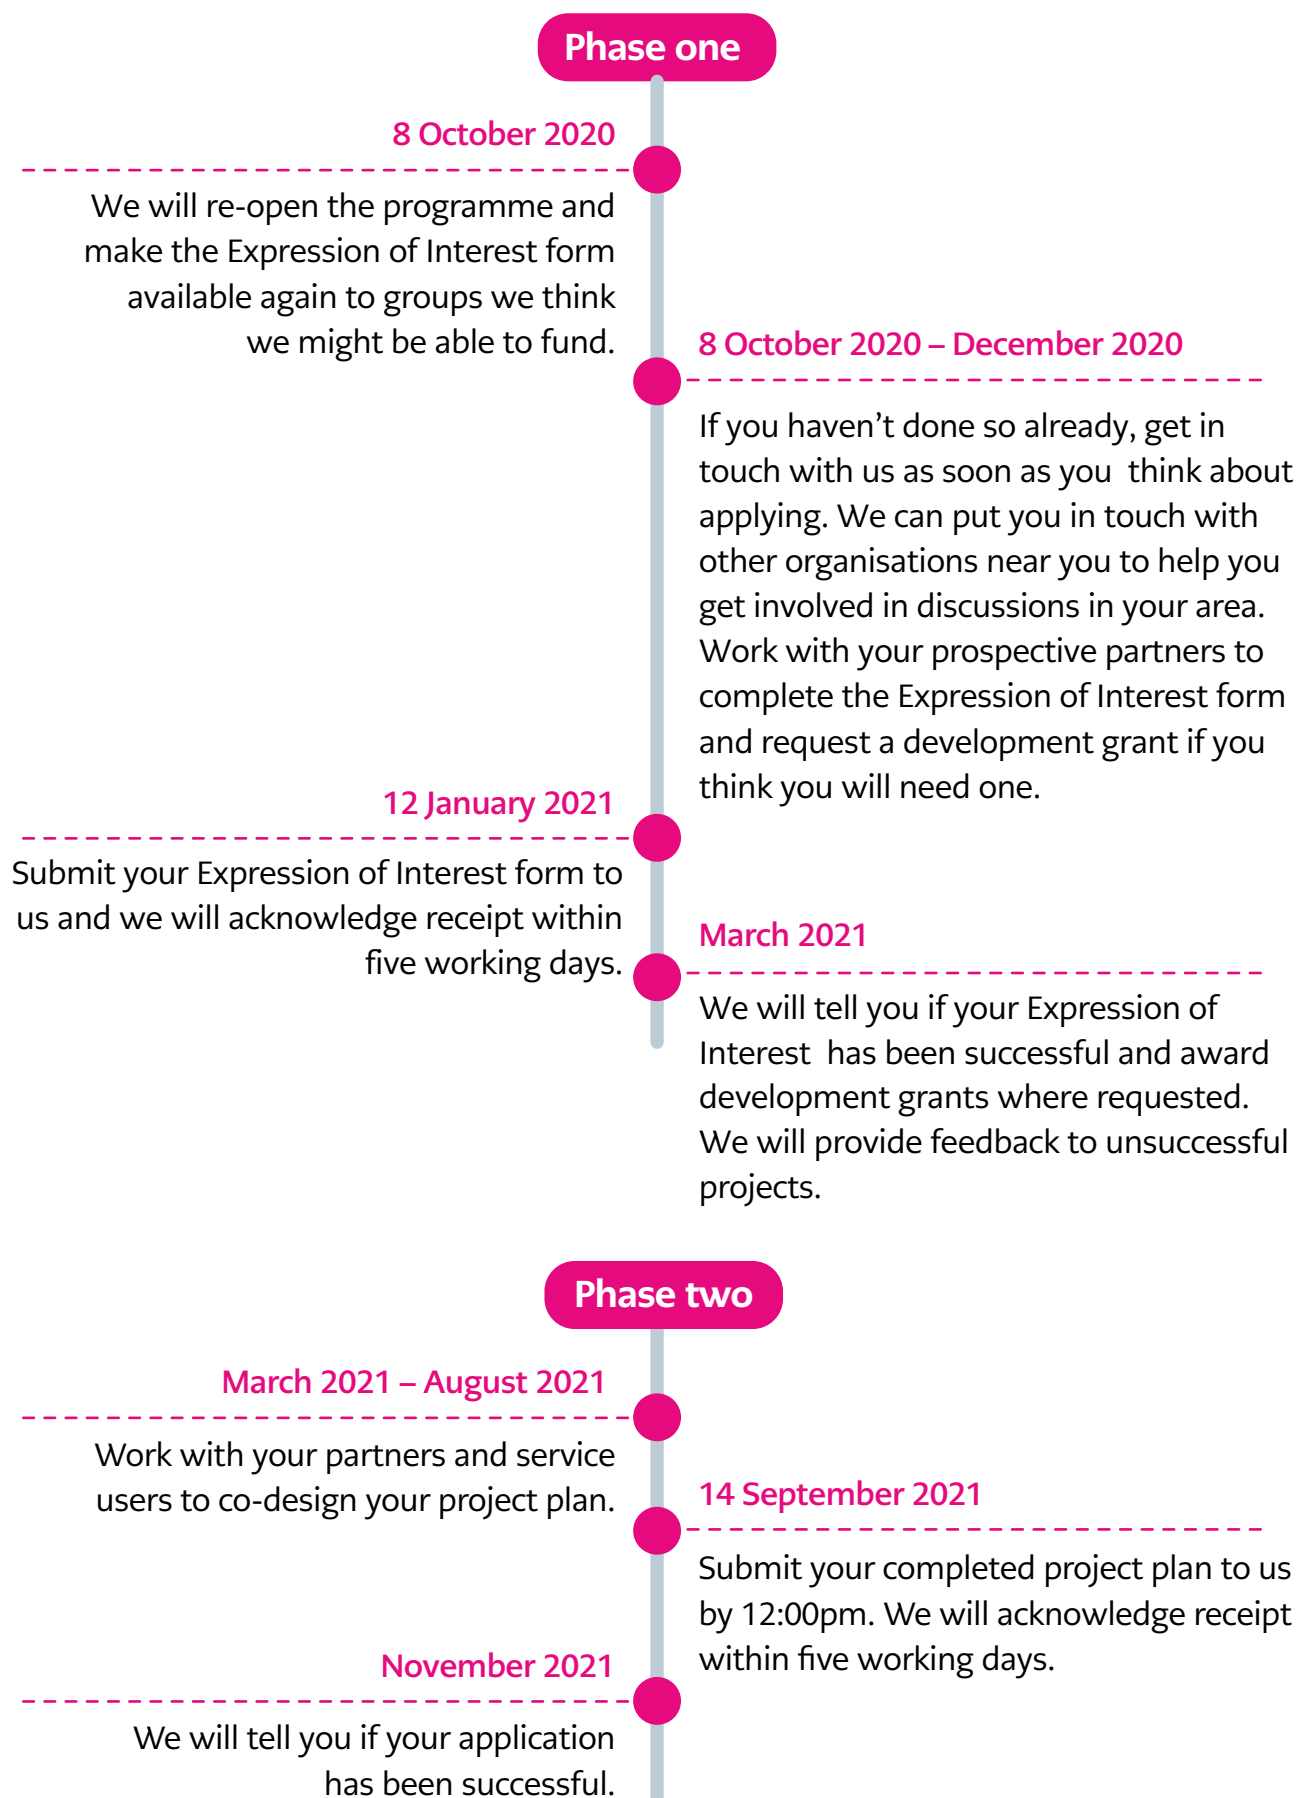 Phase one
8 October 2020
We will re-open the programme and
make the Expression of Interest form
available again to groups we think
we might be able to fund.
8 October 2020 – December 2020
If you haven’t done so already, get in
touch with us as soon as you  think about
applying. We can put you in touch with
other organisations near you to help you
get involved in discussions in your area.
Work with your prospective partners to
complete the Expression of Interest form
and request a development grant if you
think you will need one.
12 January 2021
Submit your Expression of Interest form to
us and we will acknowledge receipt within
five working days.
March 2021
We will tell you if your Expression of
Interest  has been successful and award
development grants where requested.
We will provide feedback to unsuccessful
projects.
Phase two
March 2021 – August 2021
Work with your partners and service
users to co-design your project plan.
14 September 2021
Submit your completed project plan to us
by 12:00pm. We will acknowledge receipt
within five working days.
November 2021
We will tell you if your application
has been successful.